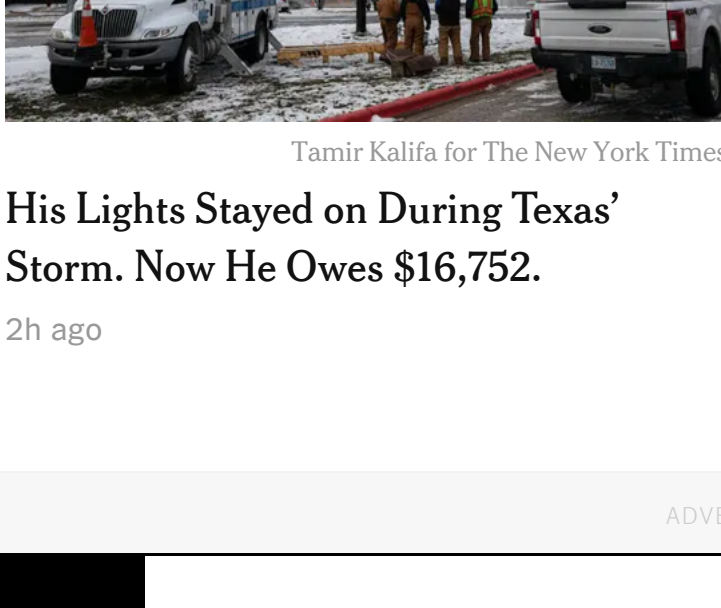 Tamir Kalifa for The New York Times
His Lights Stayed on During Texas’
Storm. Now He Owes $16,752.
2h ago
ADVE